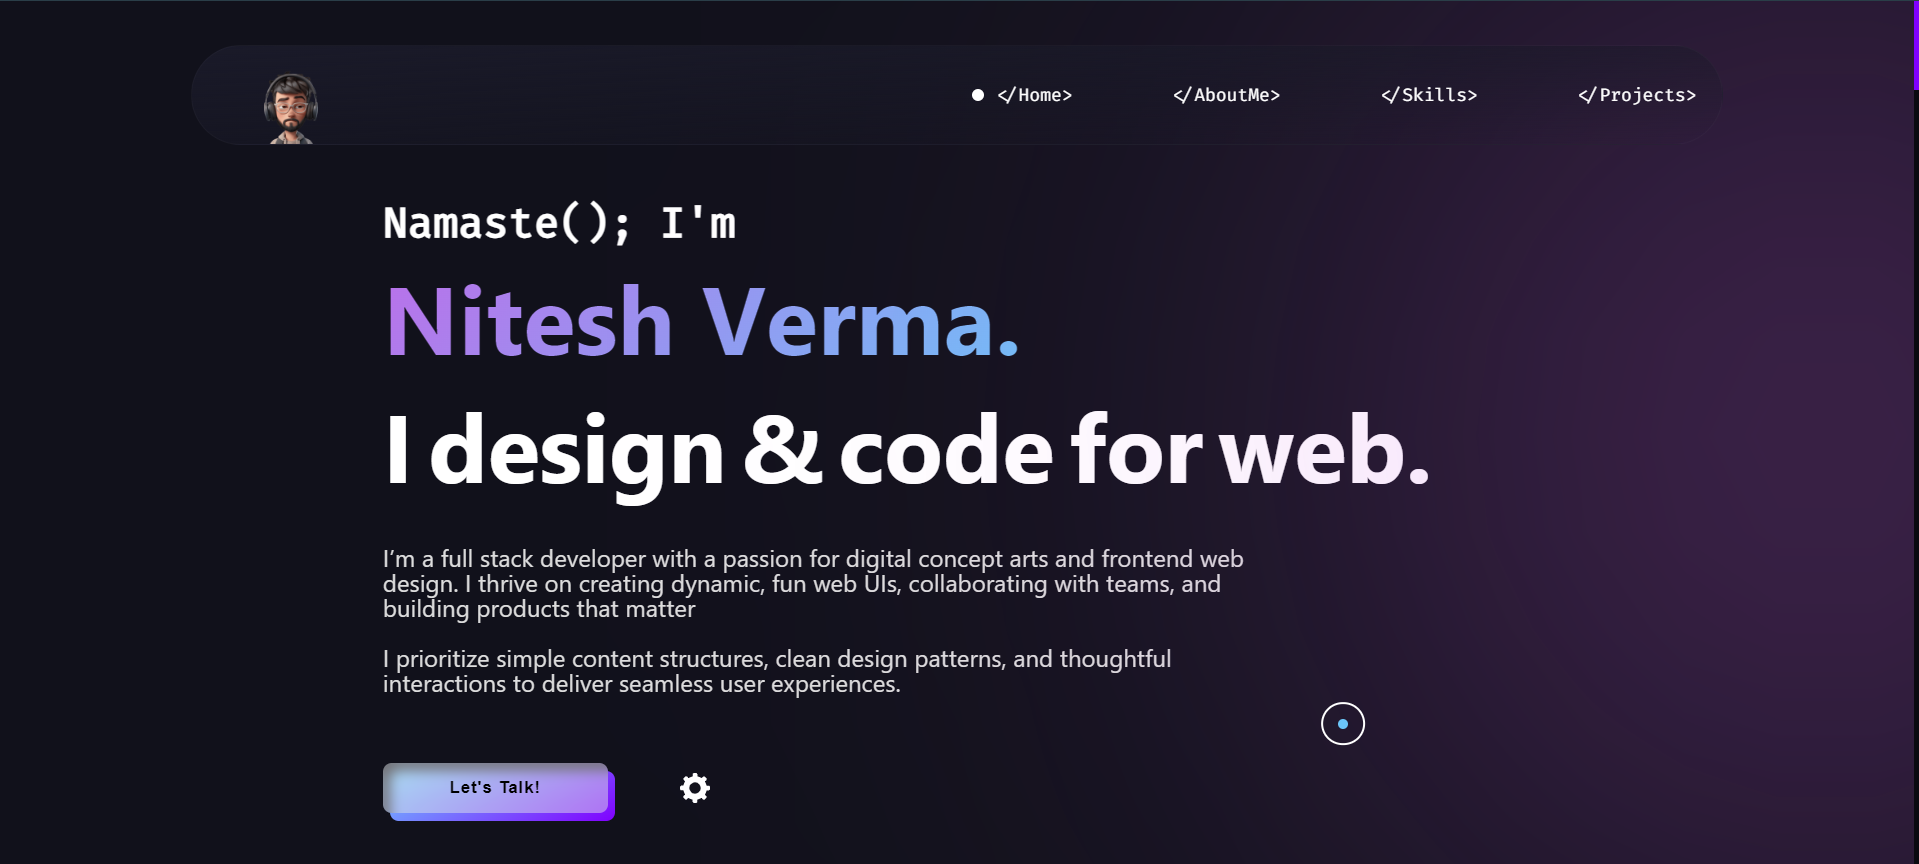 </Home> </AboutMe> </Skills> </Projects>
Namaste(); I'm
Nitesh Verma.
I design & code for web.
I’m a full stack developer with a passion for digital concept arts and frontend web
design. I thrive on creating dynamic, fun web UIs, collaborating with teams, and
building products that matter
I prioritize simple content structures, clean design patterns, and thoughtful
interactions to deliver seamless user experiences.
Let's Talk!